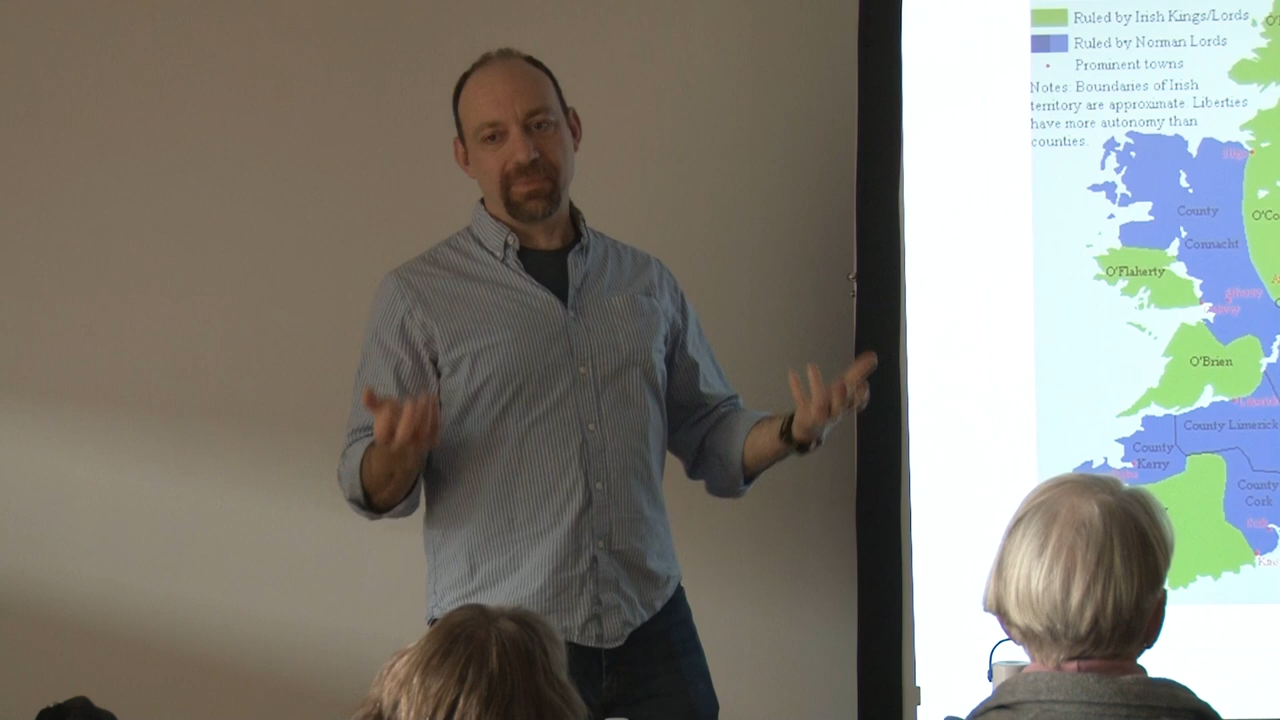 Ruled by Irish Kings/Lords
Ruled by Norman Lords
Prominent towns
Notes: Boundaries of Irish
territory are approximate. Liberties
have more autonomy than
counties.
County
Connacht
O'Co
O'Flaherty
O'Brien
County Limerick
County
Kerry
County
Cork